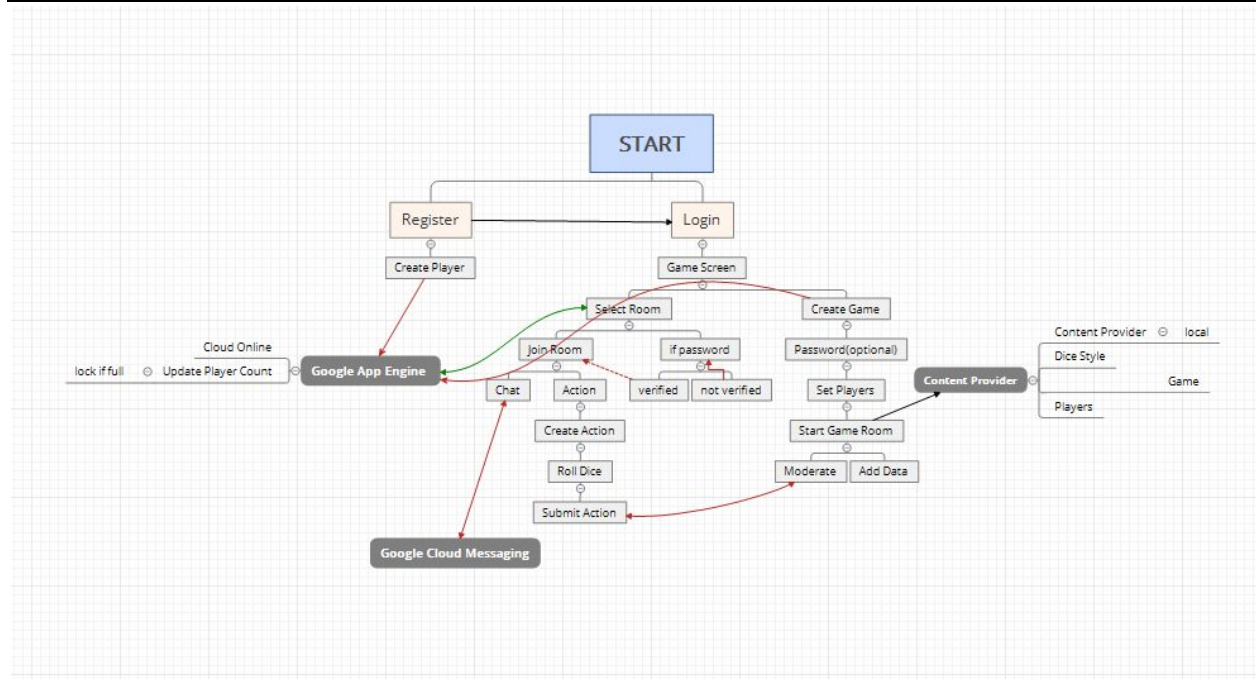 START
Register
Login
Create Player
Game Screen
Select Room
Create Game
Content Provider
local
Cloud Online
Join Room
if password
Password(optional)
Dice Style
lock if full
Update Player Count
Google App Engine
Chat
Action
verified
not verified
Set Players
Content Provider
Game
Players
Create Action
Start Game Room
Roll Dice
Moderate
Add Data
Submit Action
Google Cloud Messaging